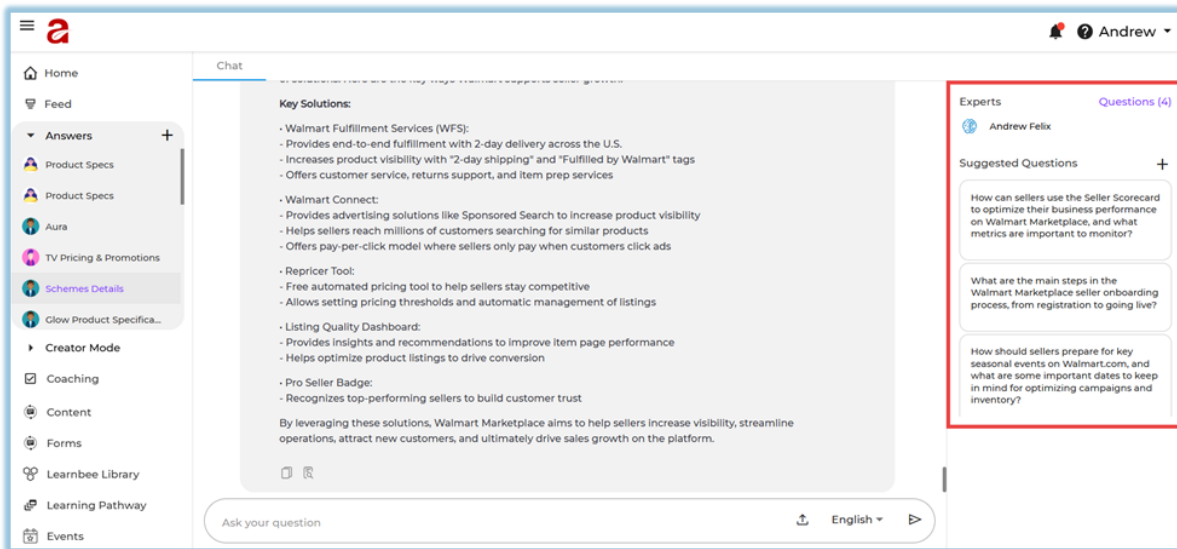 a
Andrew
Home
Feed
Answers +
Product Specs
Product Specs
Aura
TV Pricing & Promotions
Schemes Details
Glow Product Specifica...
Creator Mode
Coaching
Content
Forms
Learnbee Library
Learning Pathway
Events
Chat
of solutions. Here are the key ways Walmart supports seller growth:
Key Solutions:
• Walmart Fulfillment Services (WFS):
- Provides end-to-end fulfillment with 2-day delivery across the U.S.
- Increases product visibility with "2-day shipping" and "Fulfilled by Walmart" tags
- Offers customer service, returns support, and item prep services
• Walmart Connect:
- Provides advertising solutions like Sponsored Search to increase product visibility
- Helps sellers reach millions of customers searching for similar products
- Offers pay-per-click model where sellers only pay when customers click ads
• Repricer Tool:
- Free automated pricing tool to help sellers stay competitive
- Allows setting pricing thresholds and automatic management of listings
• Listing Quality Dashboard:
- Provides insights and recommendations to improve item page performance
- Helps optimize product listings to drive conversion
• Pro Seller Badge:
- Recognizes top-performing sellers to build customer trust
By leveraging these solutions, Walmart Marketplace aims to help sellers increase visibility, streamline
operations, attract new customers, and ultimately drive sales growth on the platform.
Ask your question
English
Experts
Questions (4)
Andrew Felix
Suggested Questions +
How can sellers use the Seller Scorecard
to optimize their business performance
on Walmart Marketplace, and what
metrics are important to monitor?
What are the main steps in the
Walmart Marketplace seller onboarding
process, from registration to going live?
How should sellers prepare for key
seasonal events on Walmart.com, and
what are some important dates to keep
in mind for optimizing campaigns and
inventory?